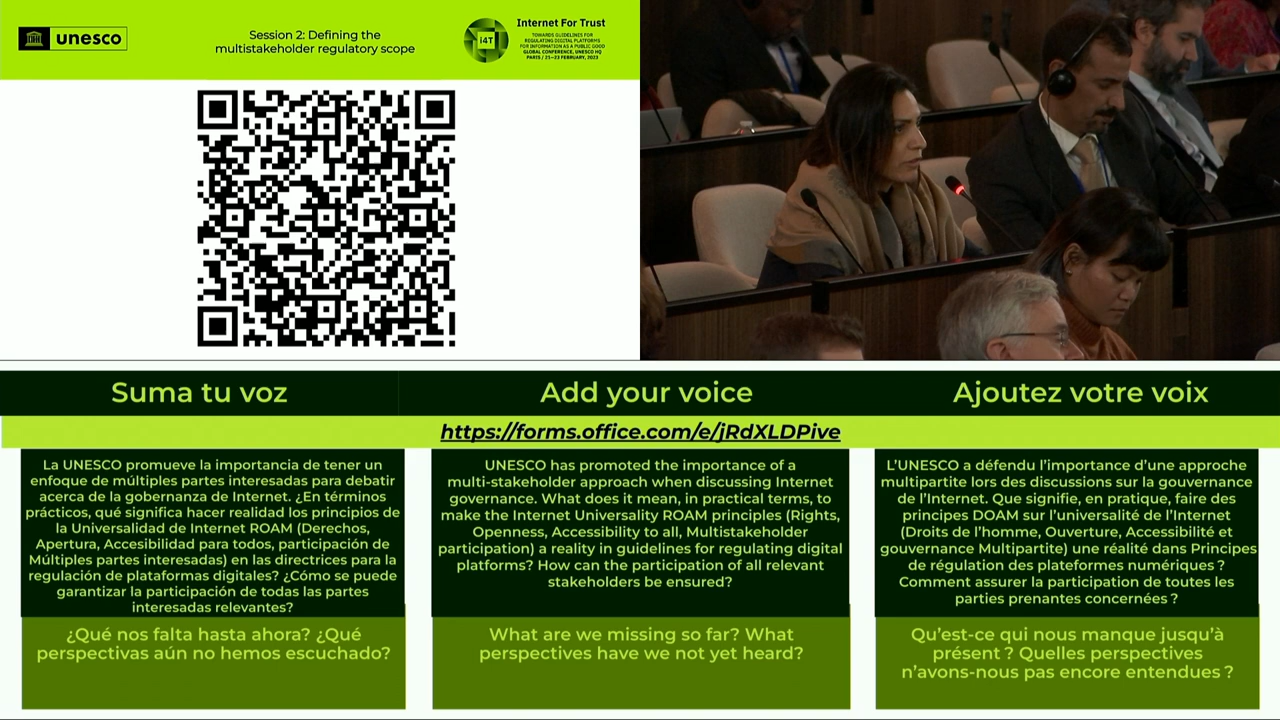 unesco
Session 2: Defining the
multistakeholder regulatory scope
i4T
Internet For Trust
TOWARDS GUIDELINES FOR
REGULATING DIGITAL PLATFORMS
FOR INFORMATION AS A PUBLIC GOOD
GLOBAL CONFERENCE, UNESCO HQ
PARIS / 21–23 FEBRUARY, 2023
Suma tu voz
Add your voice
Ajoutez votre voix
https://forms.office.com/e/jRdXLDPive
La UNESCO promueve la importancia de tener un
enfoque de múltiples partes interesadas para debatir
acerca de la gobernanza de Internet. ¿En términos
prácticos, qué significa hacer realidad los principios de
la Universalidad de Internet ROAM (Derechos,
Apertura, Accesibilidad para todos, participación de
Múltiples partes interesadas) en las directrices para la
regulación de plataformas digitales? ¿Cómo se puede
garantizar la participación de todas las partes
interesadas relevantes?
¿Qué nos falta hasta ahora? ¿Qué
perspectivas aún no hemos escuchado?
UNESCO has promoted the importance of a
multi-stakeholder approach when discussing Internet
governance. What does it mean, in practical terms, to
make the Internet Universality ROAM principles (Rights,
Openness, Accessibility to all, Multistakeholder
participation) a reality in guidelines for regulating digital
platforms? How can the participation of all relevant
stakeholders be ensured?
What are we missing so far? What
perspectives have we not yet heard?
L’UNESCO a défendu l’importance d’une approche
multipartite lors des discussions sur la gouvernance
de l’Internet. Que signifie, en pratique, faire des
principes DOAM sur l’universalité de l’Internet
(Droits de l’homme, Ouverture, Accessibilité et
gouvernance Multipartite) une réalité dans Principes
de régulation des plateformes numériques ?
Comment assurer la participation de toutes les
parties prenantes concernées ?
Qu’est-ce qui nous manque jusqu’à
présent ? Quelles perspectives
n’avons-nous pas encore entendues ?